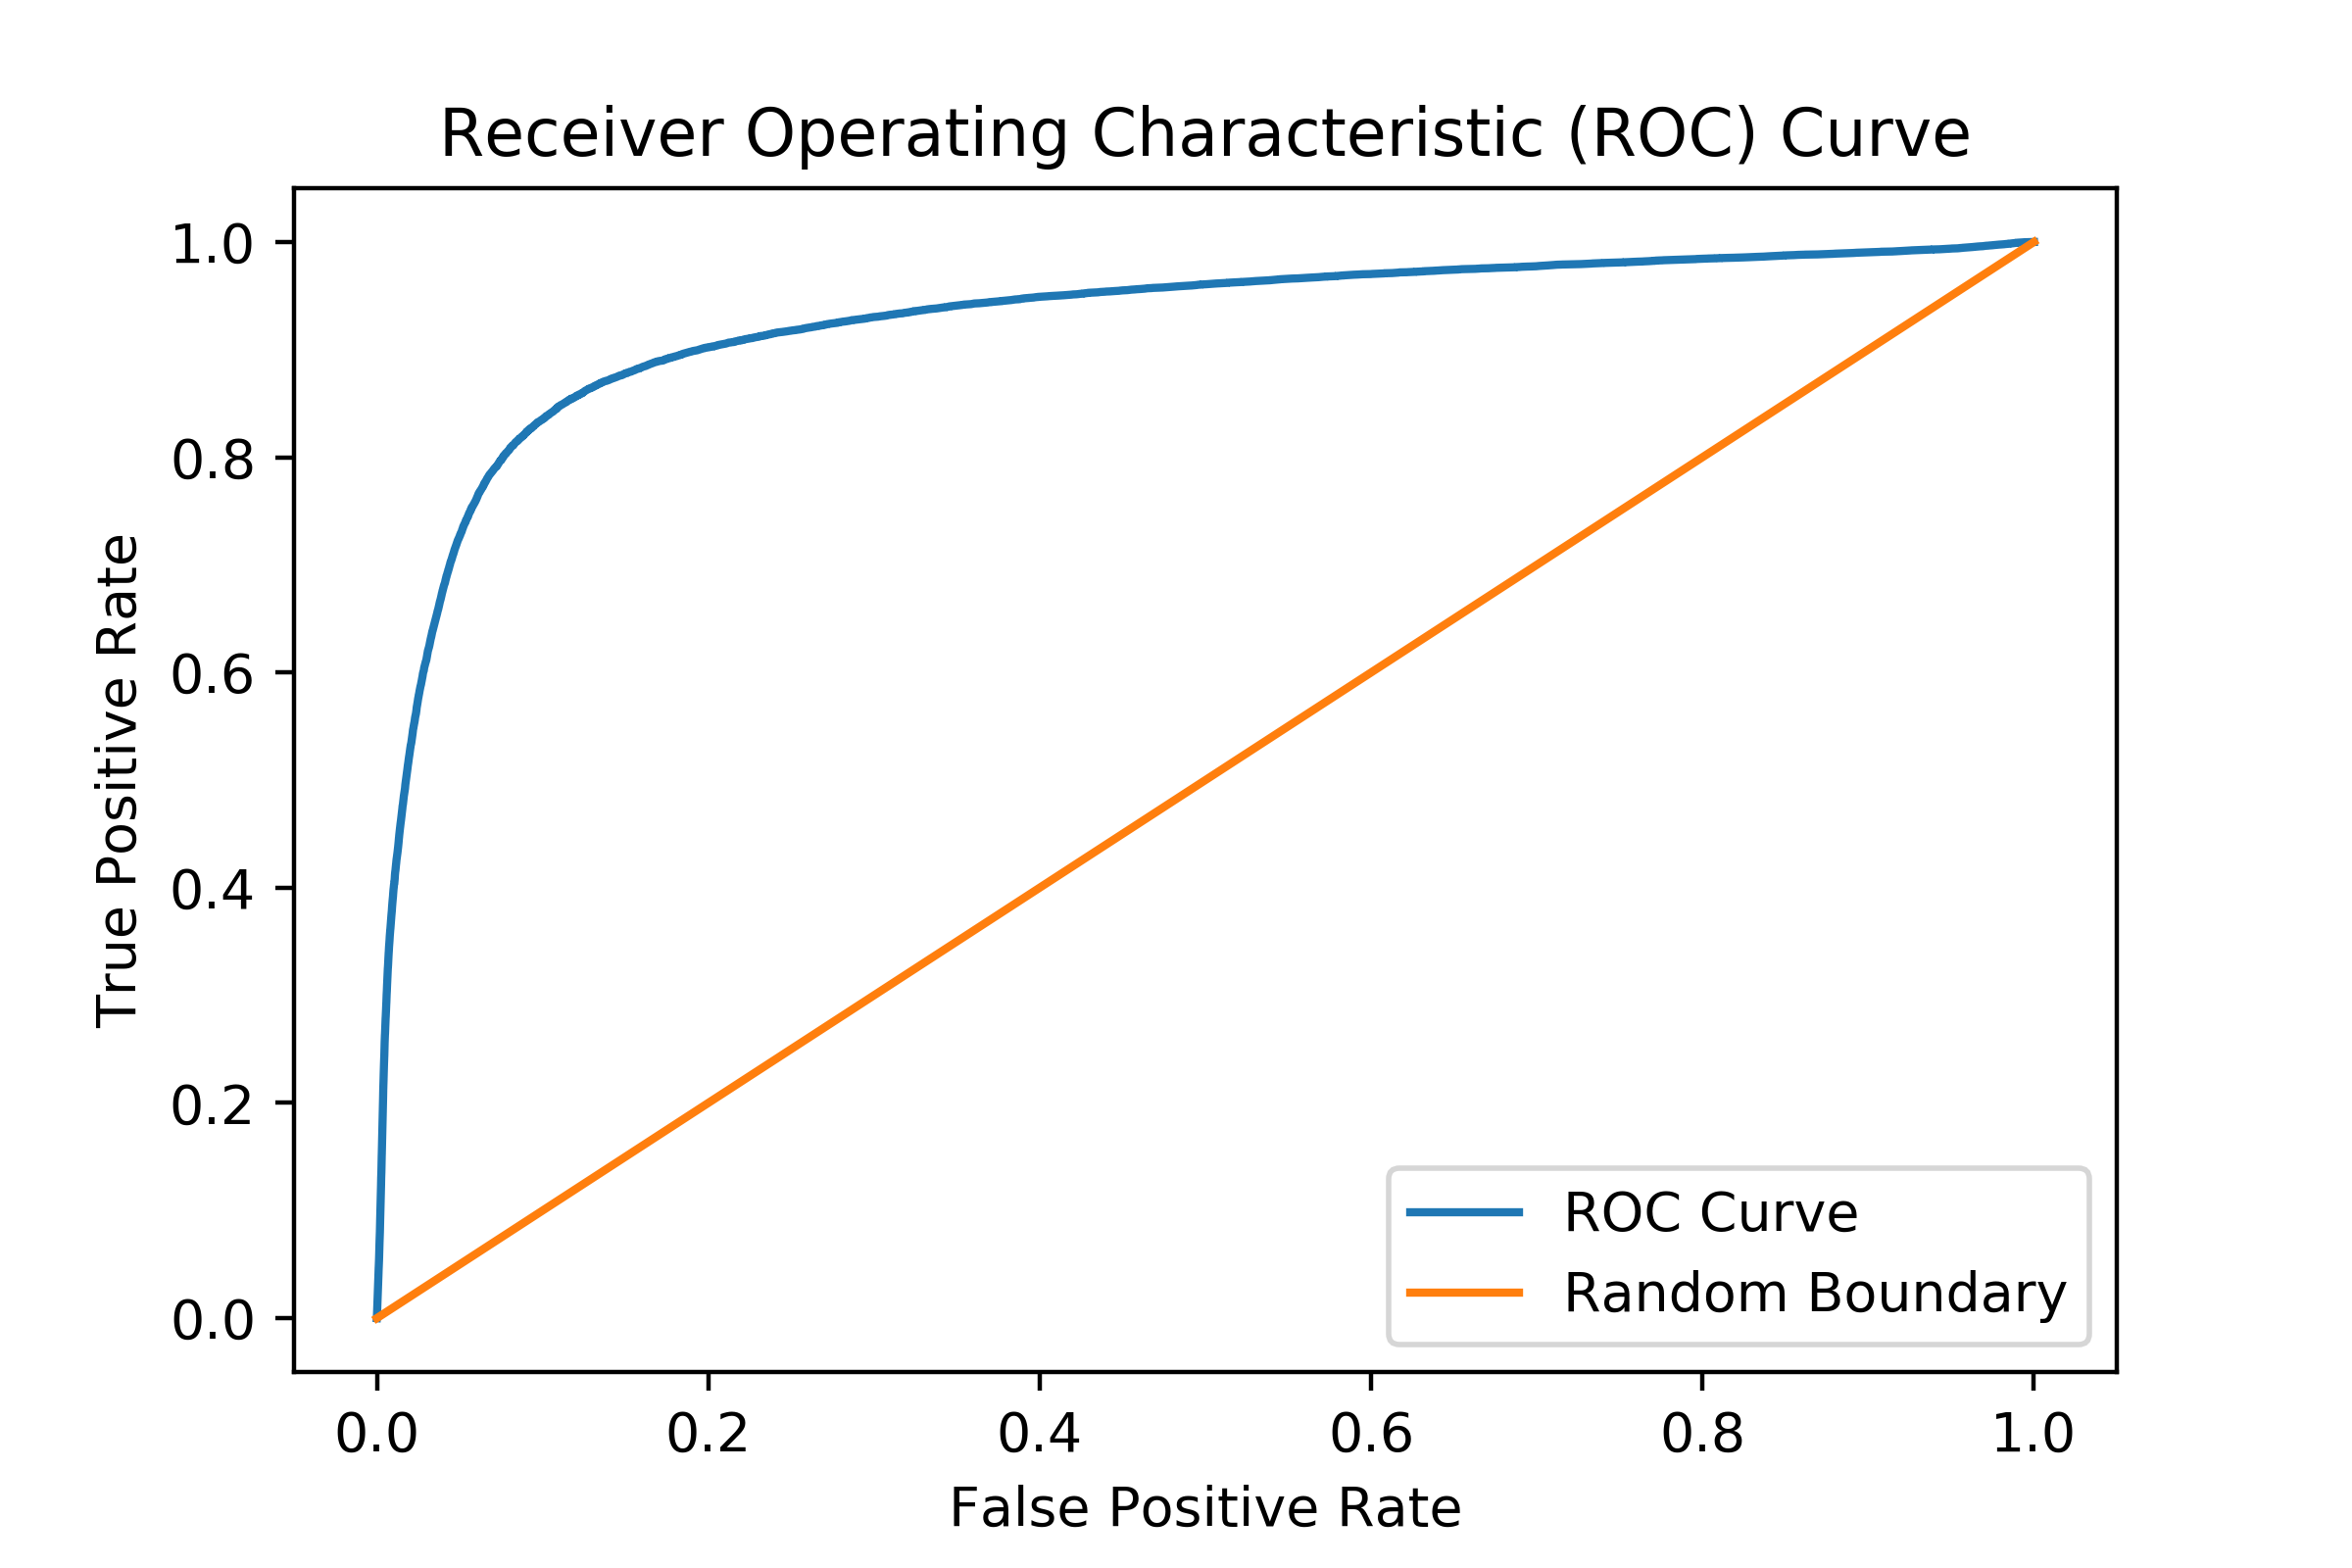 Receiver Operating Characteristic (ROC) Curve
1.0
0.8
0.6
0.4
0.2
0.0
True Positive Rate
ROC Curve
Random Boundary
0.0 0.2 0.4 0.6 0.8 1.0
False Positive Rate